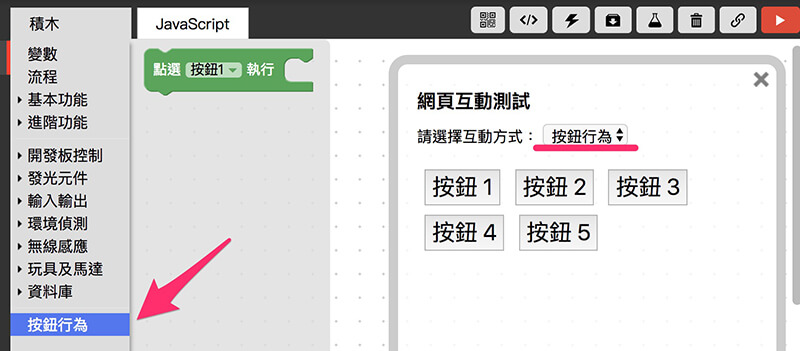 積木
JavaScript
變數
流程
基本功能
進階功能
開發板控制
發光元件
輸入輸出
環境偵測
無線感應
玩具及馬達
資料庫
按鈕行為
點選 按鈕1 執行
網頁互動測試
請選擇互動方式： 按鈕行為
按鈕 1 按鈕 2 按鈕 3
按鈕 4 按鈕 5